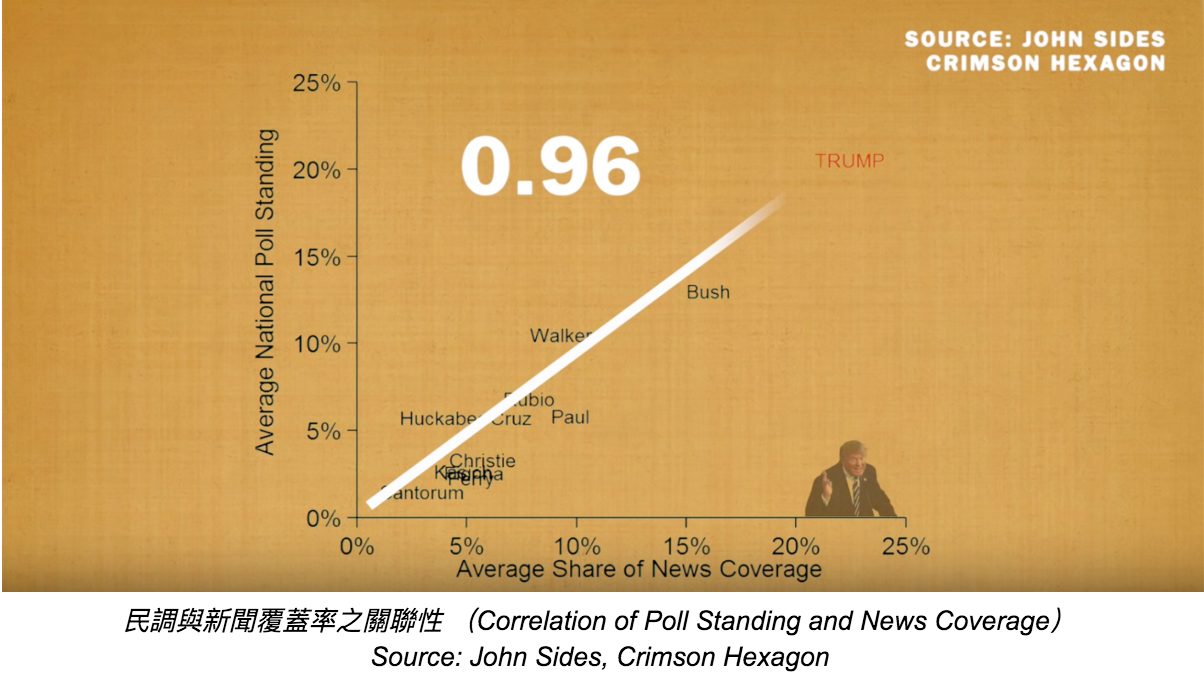 SOURCE: JOHN SIDES
CRIMSON HEXAGON
25%
20%
15%
10%
5%
0%
Average National Poll Standing
0.96
TRUMP
Bush
Walker
Rubio
Huckabee
Cruz
Paul
Christie
Kasich
Perry
Santorum
0%
5%
10%
15%
20%
25%
Average Share of News Coverage
民調與新聞覆蓋率之關聯性 （Correlation of Poll Standing and News Coverage）
Source: John Sides, Crimson Hexagon